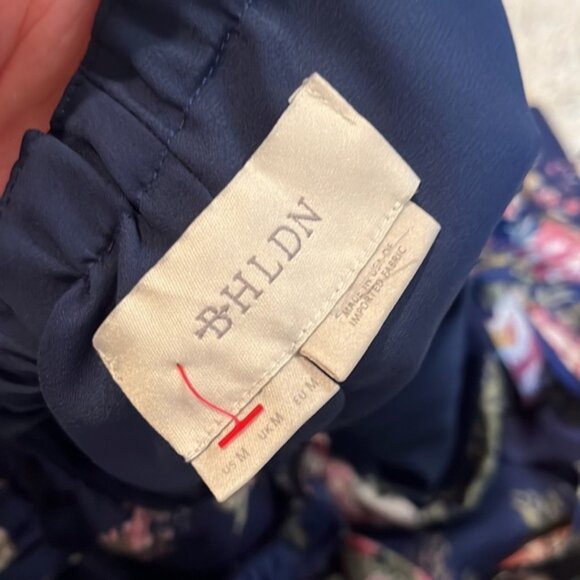 BHLDN
US M UK M EU M
MADE IN USA OF
IMPORTED FABRIC